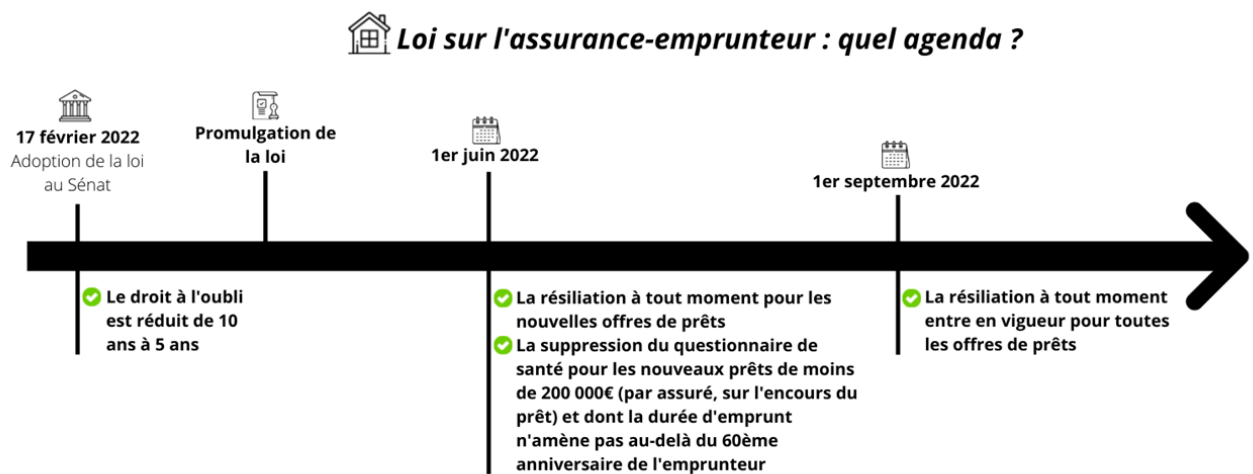 Loi sur l'assurance-emprunteur : quel agenda ?
17 février 2022
Adoption de la loi
au Sénat
Promulgation de
la loi
1er juin 2022
1er septembre 2022
Le droit à l'oubli
est réduit de 10
ans à 5 ans
La résiliation à tout moment pour les
nouvelles offres de prêts
La suppression du questionnaire de
santé pour les nouveaux prêts de moins
de 200 000€ (par assuré, sur l'encours du
prêt) et dont la durée d'emprunt
n'amène pas au-delà du 60ème
anniversaire de l'emprunteur
La résiliation à tout moment
entre en vigueur pour toutes
les offres de prêts